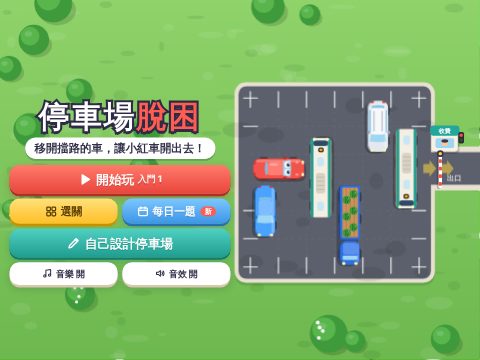 停車場脫困
移開擋路的車，讓小紅車開出去！
開始玩 入門 1
選關
每日一題 新
自己設計停車場
音樂 開
音效 開
收費
出口